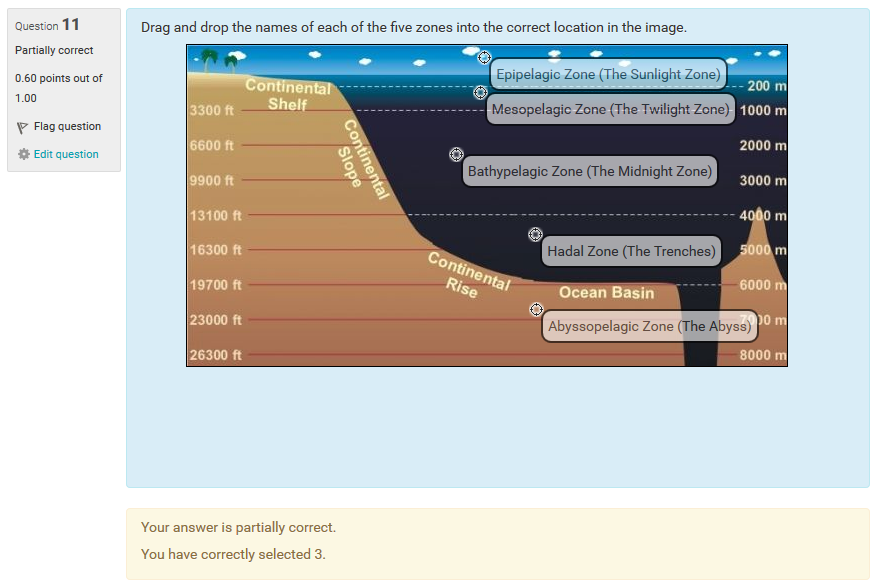 Question 11
Partially correct
0.60 points out of
1.00
Flag question
Edit question
Drag and drop the names of each of the five zones into the correct location in the image.
Epipelagic Zone (The Sunlight Zone)
Continental
Shelf
200 m
3300 ft
Mesopelagic Zone (The Twilight Zone)
1000 m
6600 ft
Continental
Slope
2000 m
9900 ft
Bathypelagic Zone (The Midnight Zone)
3000 m
13100 ft
4000 m
16300 ft
Hadal Zone (The Trenches)
5000 m
Continental
Rise
19700 ft
Ocean Basin
6000 m
23000 ft
Abyssopelagic Zone (The Abyss)
7000 m
26300 ft
8000 m
Your answer is partially correct.
You have correctly selected 3.